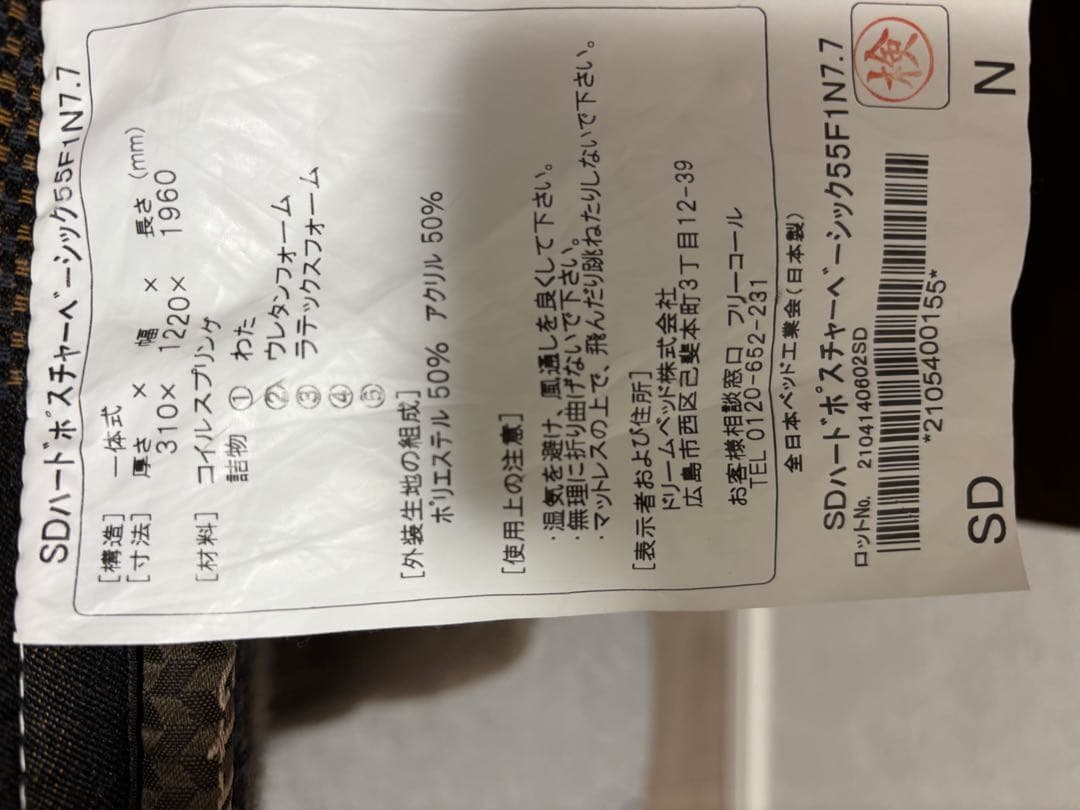 SDハードポスチャーベーシック55F1N7.7
[構造] 一体式
[寸法] 厚さ × 幅 × 長さ (mm)
310× 1220× 1960
[材料] コイルスプリング
詰物 ① わた
② ウレタンフォーム
③ ラテックスフォーム
④
⑤
[外装生地の組成]
ポリエステル 50% アクリル 50%
[使用上の注意]
・湿気を避け、風通しを良くして下さい。
・無理に折り曲げないで下さい。
・マットレスの上で、飛んだり跳ねたりしないで下さい。
[表示者および住所]
ドリームベッド株式会社
広島市西区己斐本町3丁目12-39
お客様相談窓口 フリーコール
TEL 0120-652-231
全日本ベッド工業会(日本製)
SDハードポスチャーベーシック55F1N7.7
ロットNo. 2104140602SD
*2105400155*
SD N
検